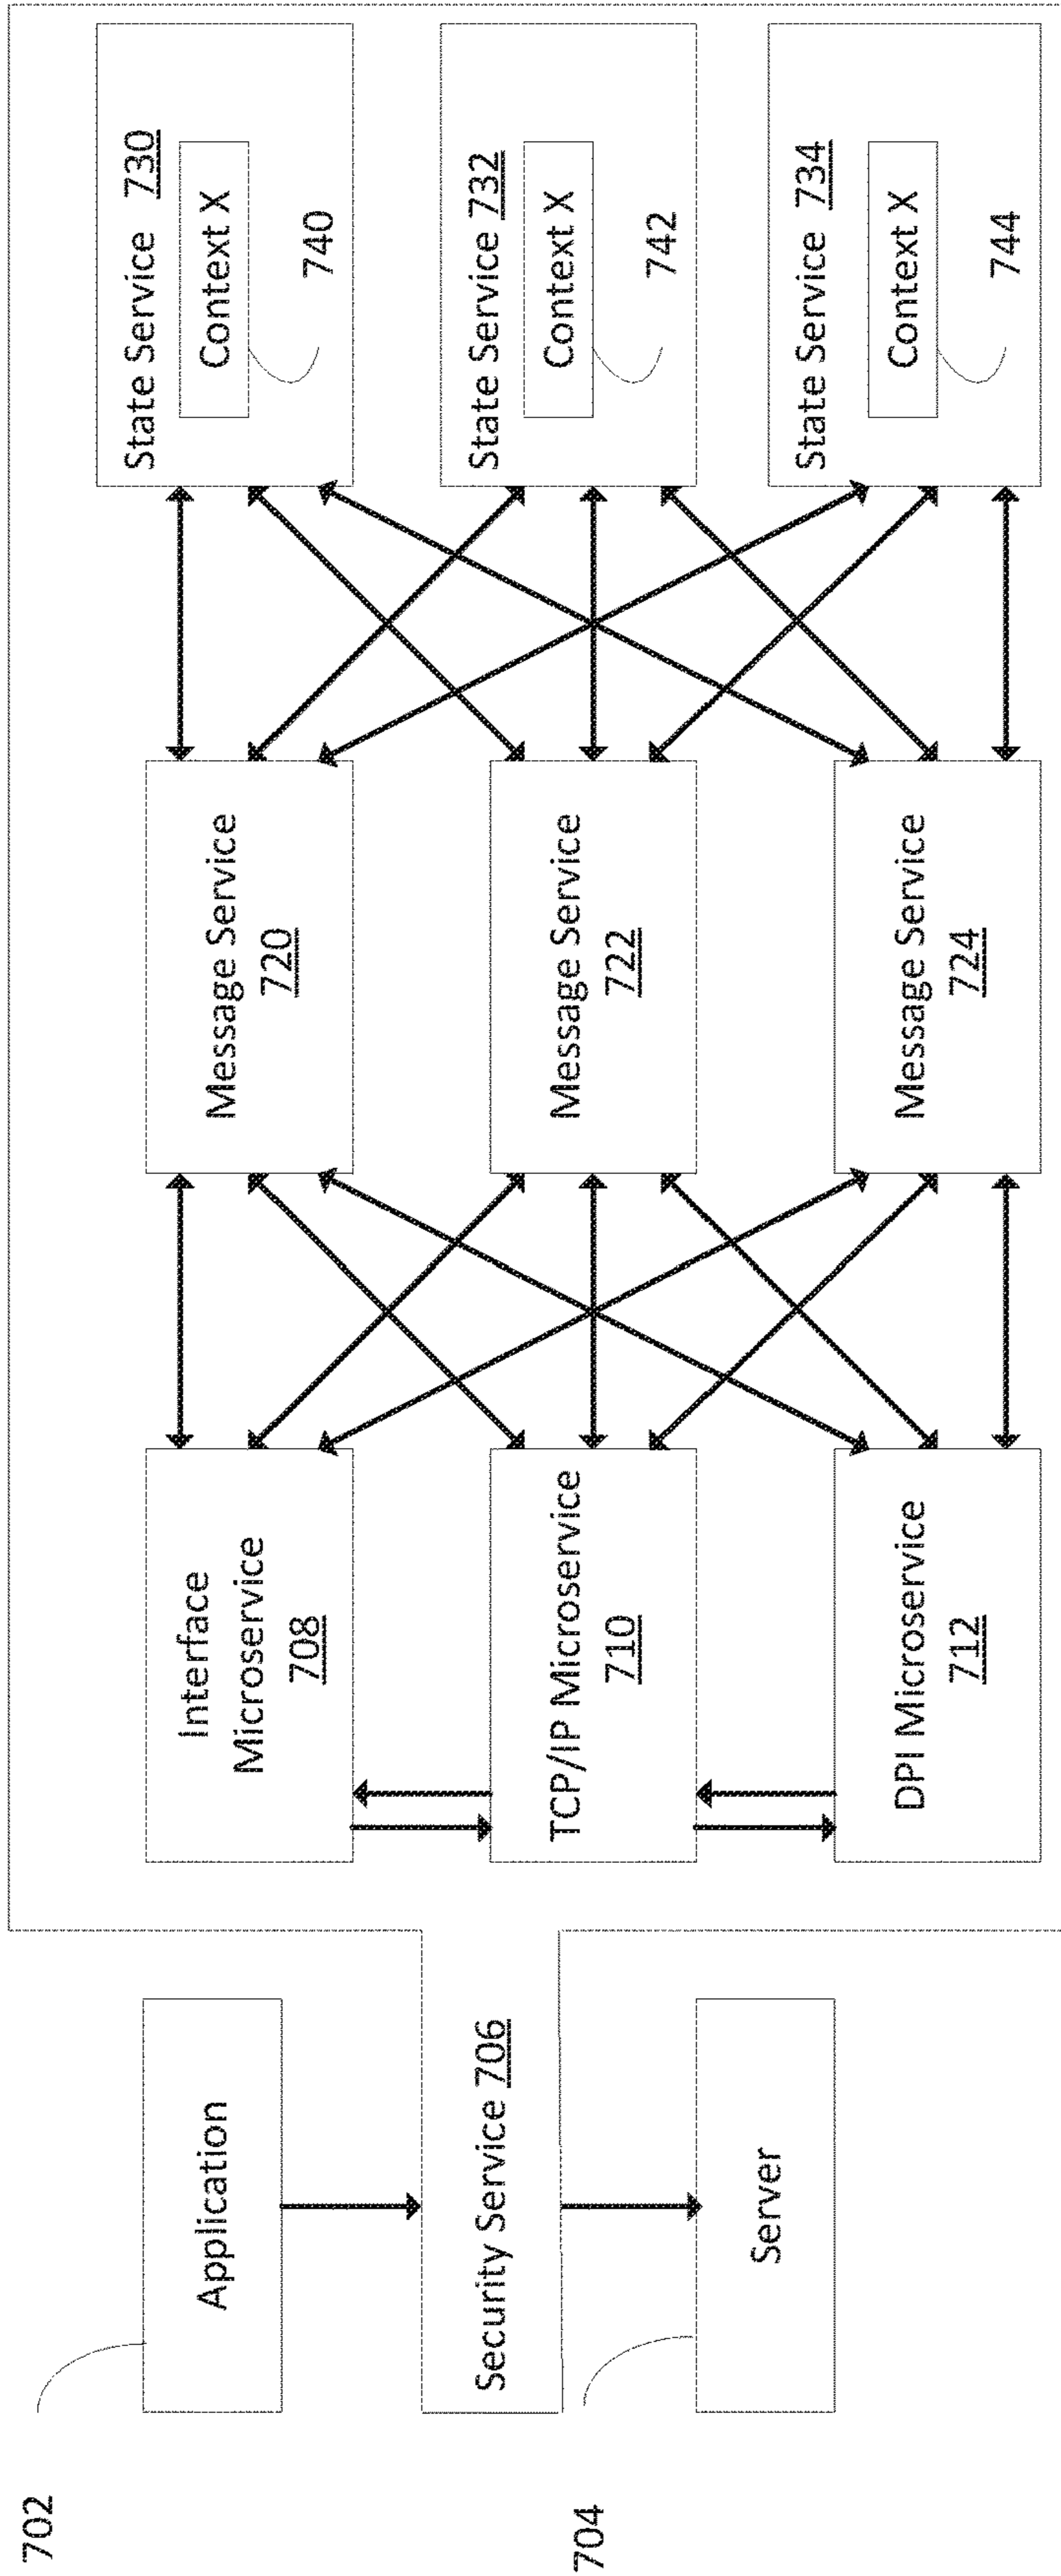 702
Application
Security Service 706
704
Server
Interface
Microservice
708
TCP/IP Microservice
710
DPI Microservice
712
Message Service
720
Message Service
722
Message Service
724
State Service 730
Context X
740
State Service 732
Context X
742
State Service 734
Context X
744